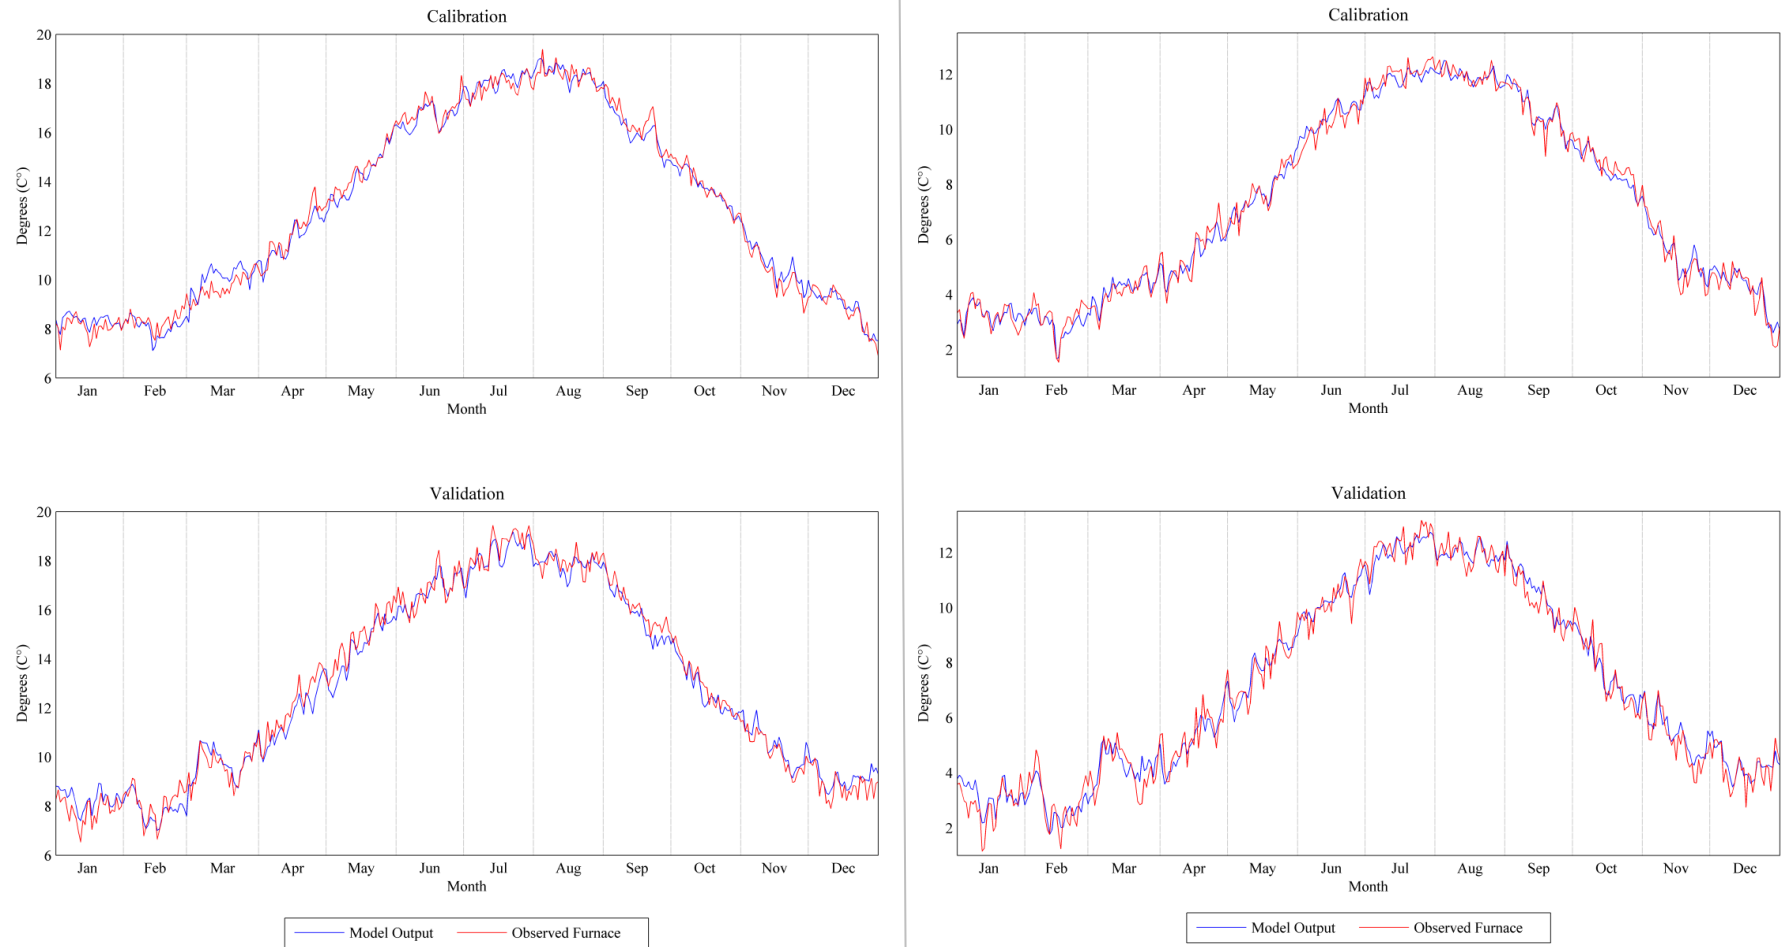 Calibration
20
18
16
14
12
10
8
6
Degrees (C°)
Jan Feb Mar Apr May Jun Jul Aug Sep Oct Nov Dec
Month
Validation
20
18
16
14
12
10
8
6
Degrees (C°)
Jan Feb Mar Apr May Jun Jul Aug Sep Oct Nov Dec
Month
Model Output Observed Furnace
Calibration
12
10
8
6
4
2
Degrees (C°)
Jan Feb Mar Apr May Jun Jul Aug Sep Oct Nov Dec
Month
Validation
12
10
8
6
4
2
Degrees (C°)
Jan Feb Mar Apr May Jun Jul Aug Sep Oct Nov Dec
Month
Model Output Observed Furnace